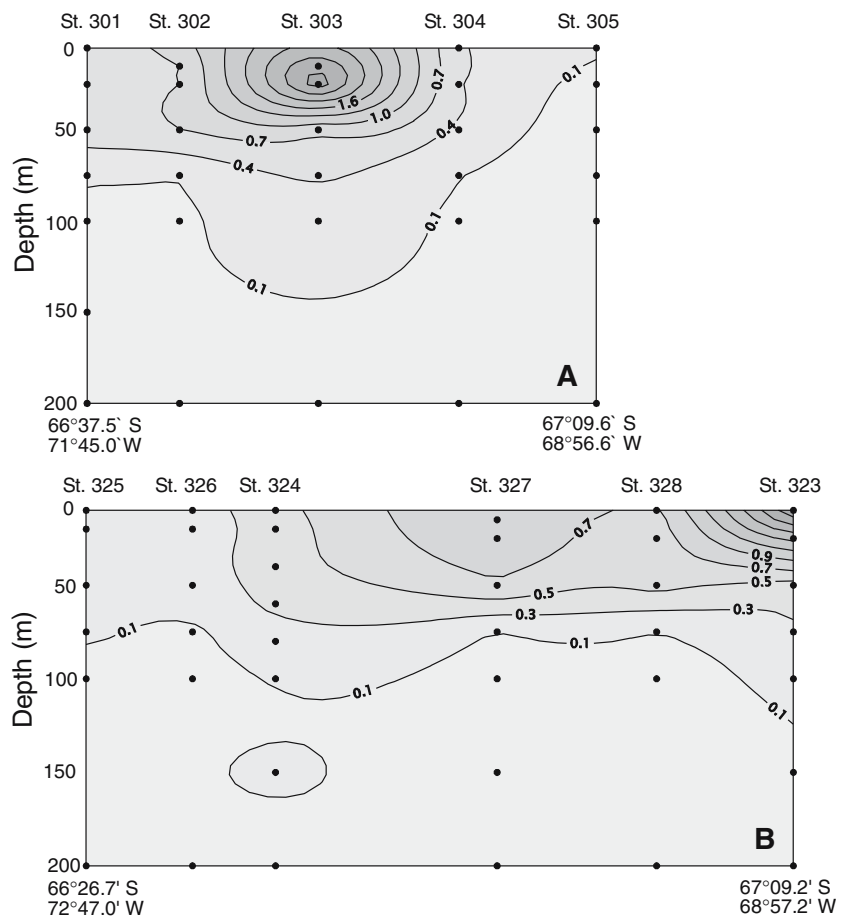 St. 301 St. 302 St. 303 St. 304 St. 305
0
0.1
0.7
1.6
1.0
50
0.4
0.7
0.4
Depth (m)
100
0.1
0.1
150
A
200
66°37.5` S
71°45.0`W
67°09.6` S
68°56.6` W
St. 325 St. 326 St. 324 St. 327 St. 328 St. 323
0
0.7
0.9
0.7
50
0.5
0.5
0.3
0.3
0.1
0.1
Depth (m)
100
0.1
0.1
150
B
200
66°26.7' S
72°47.0' W
67°09.2' S
68°57.2' W